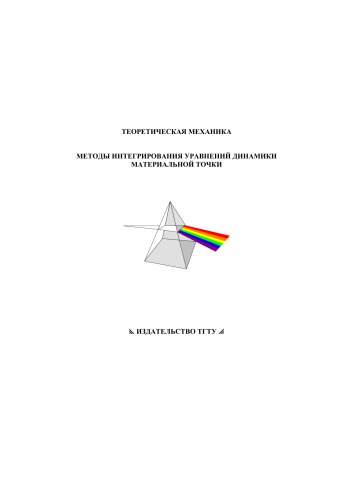 ТЕОРЕТИЧЕСКАЯ МЕХАНИКА
МЕТОДЫ ИНТЕГРИРОВАНИЯ УРАВНЕНИЙ ДИНАМИКИ
МАТЕРИАЛЬНОЙ ТОЧКИ
ИЗДАТЕЛЬСТВО ТГТУ